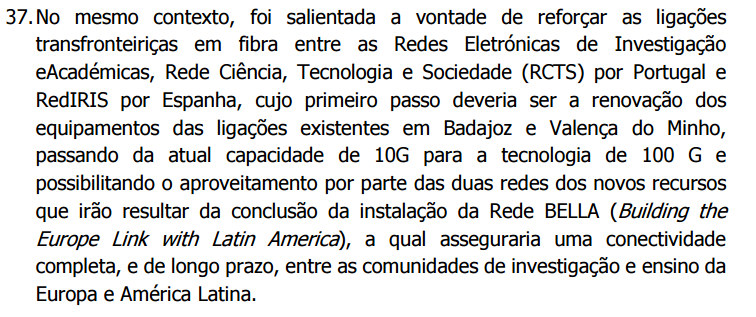 37. No mesmo contexto, foi salientada a vontade de reforçar as ligações
transfronteiriças em fibra entre as Redes Eletrónicas de Investigação
eAcadémicas, Rede Ciência, Tecnologia e Sociedade (RCTS) por Portugal e
RedIRIS por Espanha, cujo primeiro passo deveria ser a renovação dos
equipamentos das ligações existentes em Badajoz e Valença do Minho,
passando da atual capacidade de 10G para a tecnologia de 100 G e
possibilitando o aproveitamento por parte das duas redes dos novos recursos
que irão resultar da conclusão da instalação da Rede BELLA (Building the
Europe Link with Latin America), a qual asseguraria uma conectividade
completa, e de longo prazo, entre as comunidades de investigação e ensino da
Europa e América Latina.